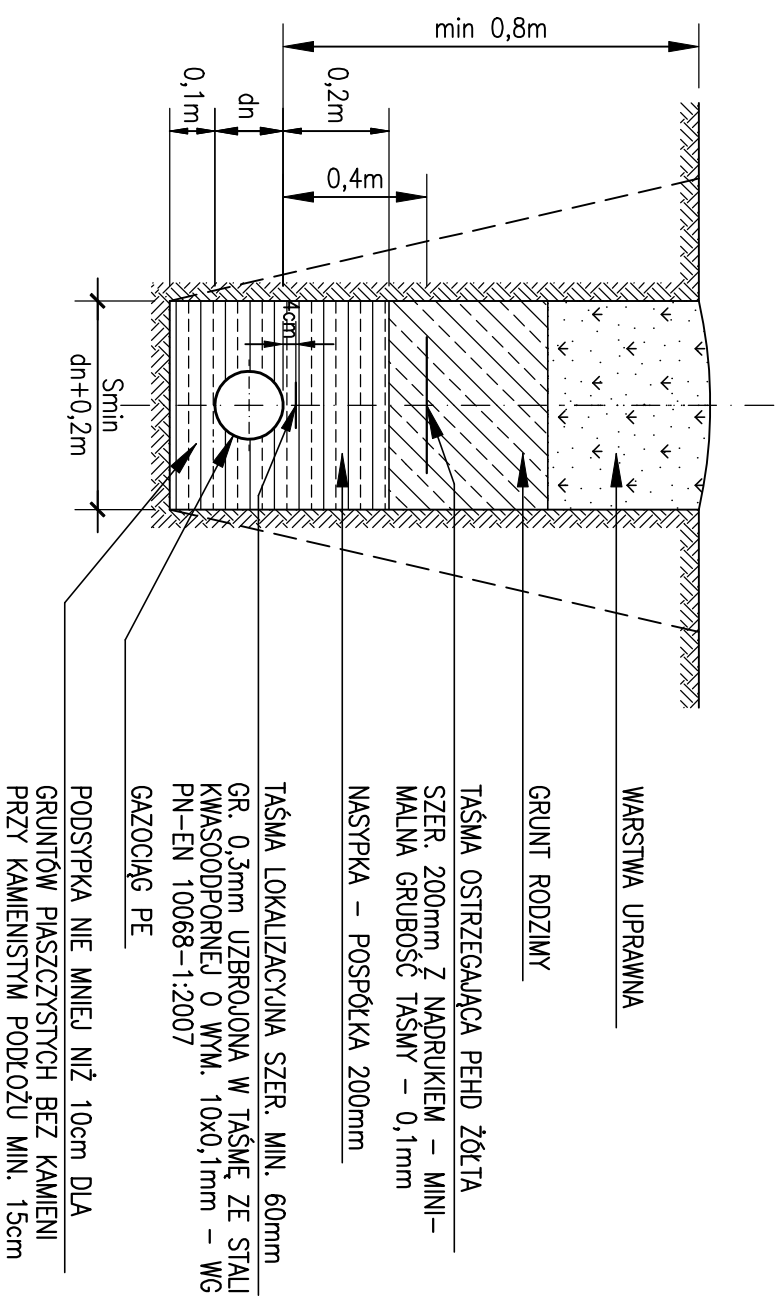 min 0,8m
0,1m
dn
0,2m
0,4m
4cm
Smin
dn+0,2m
WARSTWA UPRAWNA
GRUNT RODZIMY
TAŚMA OSTRZEGAJĄCA PEHD ŻÓŁTA
SZER. 200mm Z NADRUKIEM – MINI–
MALNA GRUBOŚĆ TAŚMY – 0,1mm
NASYPKA – POSPÓŁKA 200mm
TAŚMA LOKALIZACYJNA SZER. MIN. 60mm
GR. 0,3mm UZBROJONA W TAŚMĘ ZE STALI
KWASOODPORNEJ O WYM. 10x0,1mm – WG
PN–EN 10068–1:2007
GAZOCIĄG PE
PODSYPKA NIE MNIEJ NIŻ 10cm DLA
GRUNTÓW PIASZCZYSTYCH BEZ KAMIENI
PRZY KAMIENISTYM PODŁOŻU MIN. 15cm